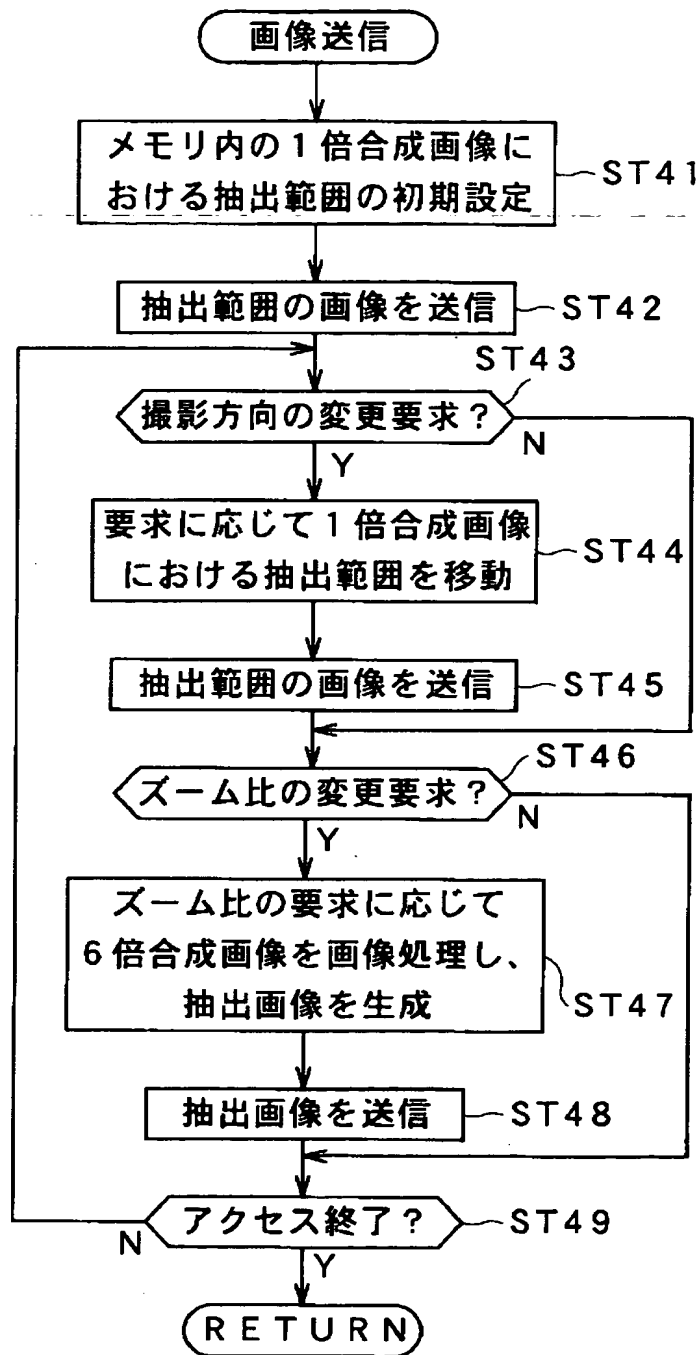 画像送信
メモリ内の1倍合成画像に
おける抽出範囲の初期設定
ST41
抽出範囲の画像を送信
ST42
ST43
撮影方向の変更要求?
N
Y
要求に応じて1倍合成画像
における抽出範囲を移動
ST44
抽出範囲の画像を送信
ST45
ST46
ズーム比の変更要求?
N
Y
ズーム比の要求に応じて
6倍合成画像を画像処理し、
抽出画像を生成
ST47
抽出画像を送信
ST48
アクセス終了?
ST49
N
Y
RETURN